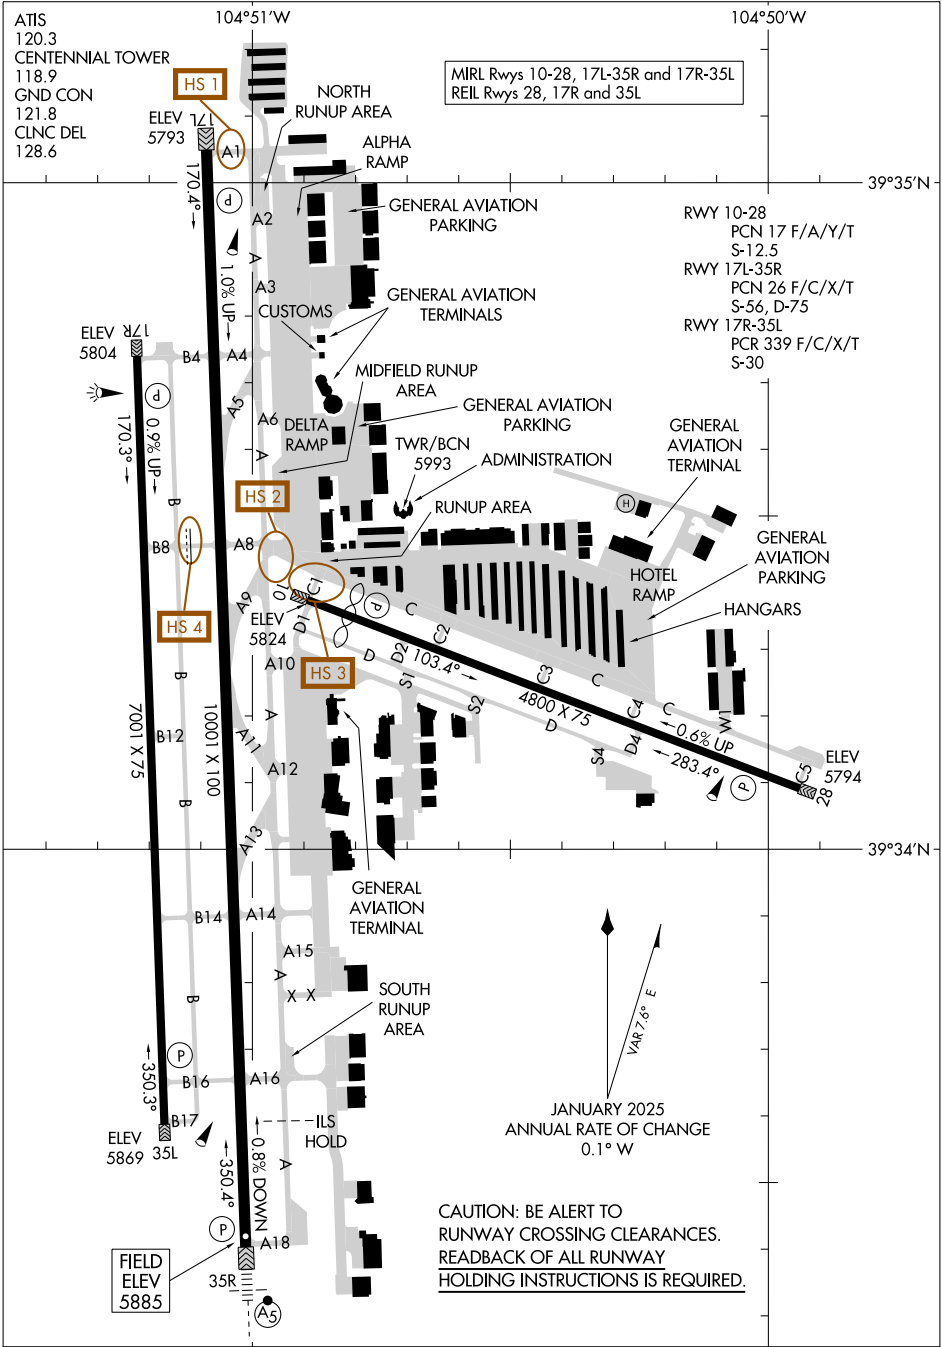 104°51'W
104°50'W
ATIS
120.3
CENTENNIAL TOWER
118.9
GND CON
121.8
CLNC DEL
128.6
HS 1
MIRL Rwys 10-28, 17L-35R and 17R-35L
REIL Rwys 28, 17R and 35L
NORTH
RUNUP AREA
17L
ELEV
5793
A1
ALPHA
RAMP
39°35'N
170.4°
P
A2
GENERAL AVIATION
PARKING
RWY 10-28
PCN 17 F/A/Y/T
S-12.5
RWY 17L-35R
PCN 26 F/C/X/T
S-56, D-75
RWY 17R-35L
PCR 339 F/C/X/T
S-30
A
1.0% UP
A3
GENERAL AVIATION
TERMINALS
CUSTOMS
17R
ELEV
5804
B4
A4
MIDFIELD RUNUP
AREA
P
A5
A6
GENERAL AVIATION
PARKING
170.3°
0.9% UP
DELTA
RAMP
A
TWR/BCN
5993
ADMINISTRATION
GENERAL
AVIATION
TERMINAL
HS 2
B
RUNUP AREA
H
B8
A8
GENERAL
AVIATION
PARKING
HOTEL
RAMP
HANGARS
HS 4
A9
10
C1
P
C
ELEV
5824
D1
C2
HS 3
A10
D
D2
103.4°
B
S1
C3
C
S2
4800 X 75
C4
C
W1
7001 X 75
10001 X 100
A
D
B12
A11
S4
D4
0.6% UP
283.4°
ELEV
5794
C5
28
P
A12
B
A13
39°34'N
GENERAL
AVIATION
TERMINAL
B14
A14
A15
A
X X
B
SOUTH
RUNUP
AREA
VAR 7.6° E
P
350.3°
B16
A16
JANUARY 2025
ANNUAL RATE OF CHANGE
0.1° W
B17
ILS
HOLD
ELEV
5869
35L
350.4°
0.8% DOWN
A
P
A18
CAUTION: BE ALERT TO
RUNWAY CROSSING CLEARANCES.
READBACK OF ALL RUNWAY
HOLDING INSTRUCTIONS IS REQUIRED.
FIELD
ELEV
5885
35R
A5